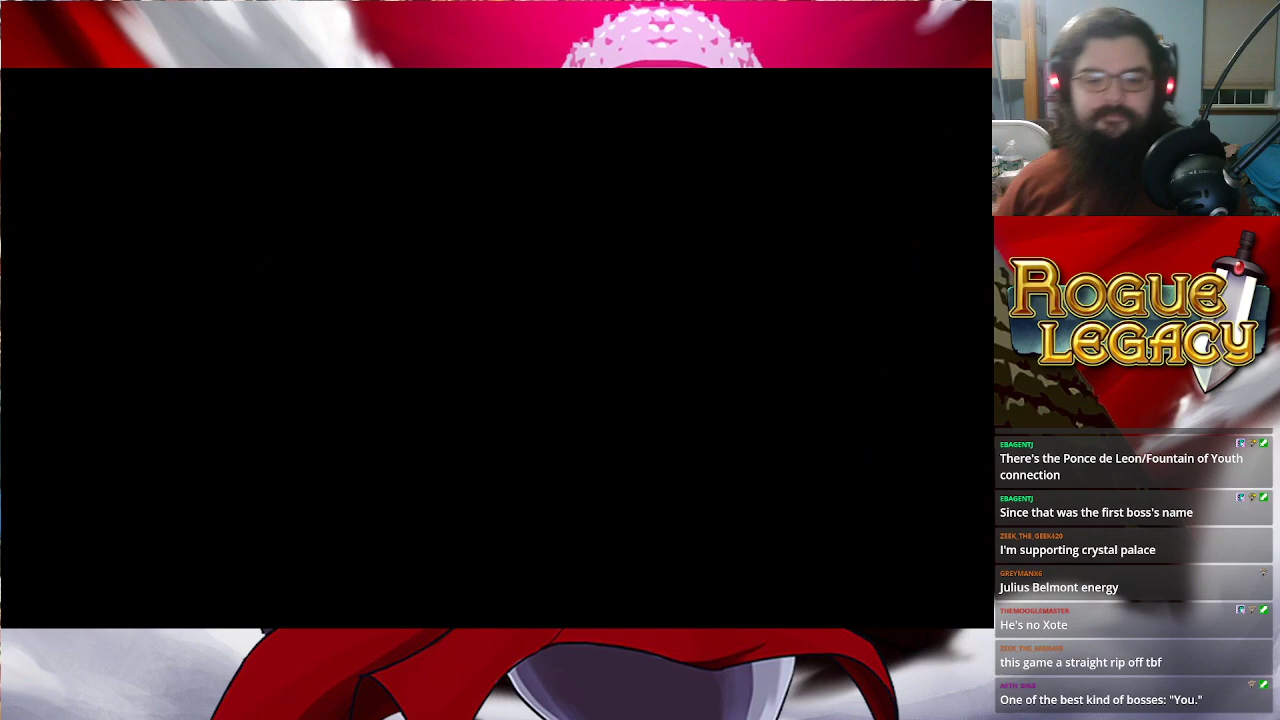 ROGUE
LEGACY
EBAGENTJ
There's the Ponce de Leon/Fountain of Youth
connection
EBAGENTJ
Since that was the first boss's name
ZEEK_THE_GEEK420
I'm supporting crystal palace
GREYMANX6
Julius Belmont energy
THEMOOGLEMASTER
He's no Xote
this game a straight rip off tbf
One of the best kind of bosses: "You."